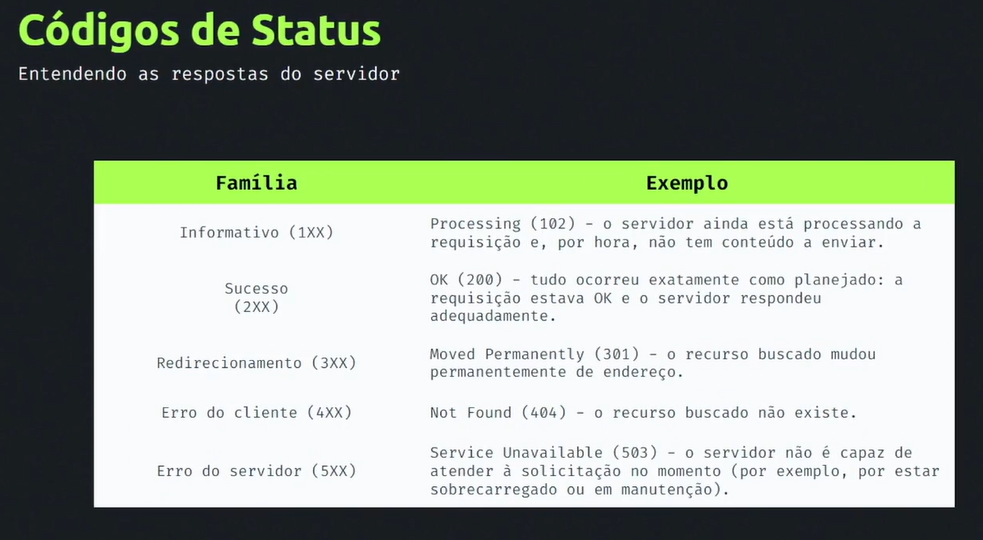 Códigos de Status
Entendendo as respostas do servidor
Família
Exemplo
Informativo (1XX)
Processing (102) - o servidor ainda está processando a
requisição e, por hora, não tem conteúdo a enviar.
Sucesso
(2XX)
OK (200) - tudo ocorreu exatamente como planejado: a
requisição estava OK e o servidor respondeu
adequadamente.
Redirecionamento (3XX)
Moved Permanently (301) - o recurso buscado mudou
permanentemente de endereço.
Erro do cliente (4XX)
Not Found (404) - o recurso buscado não existe.
Erro do servidor (5XX)
Service Unavailable (503) - o servidor não é capaz de
atender à solicitação no momento (por exemplo, por estar
sobrecarregado ou em manutenção).